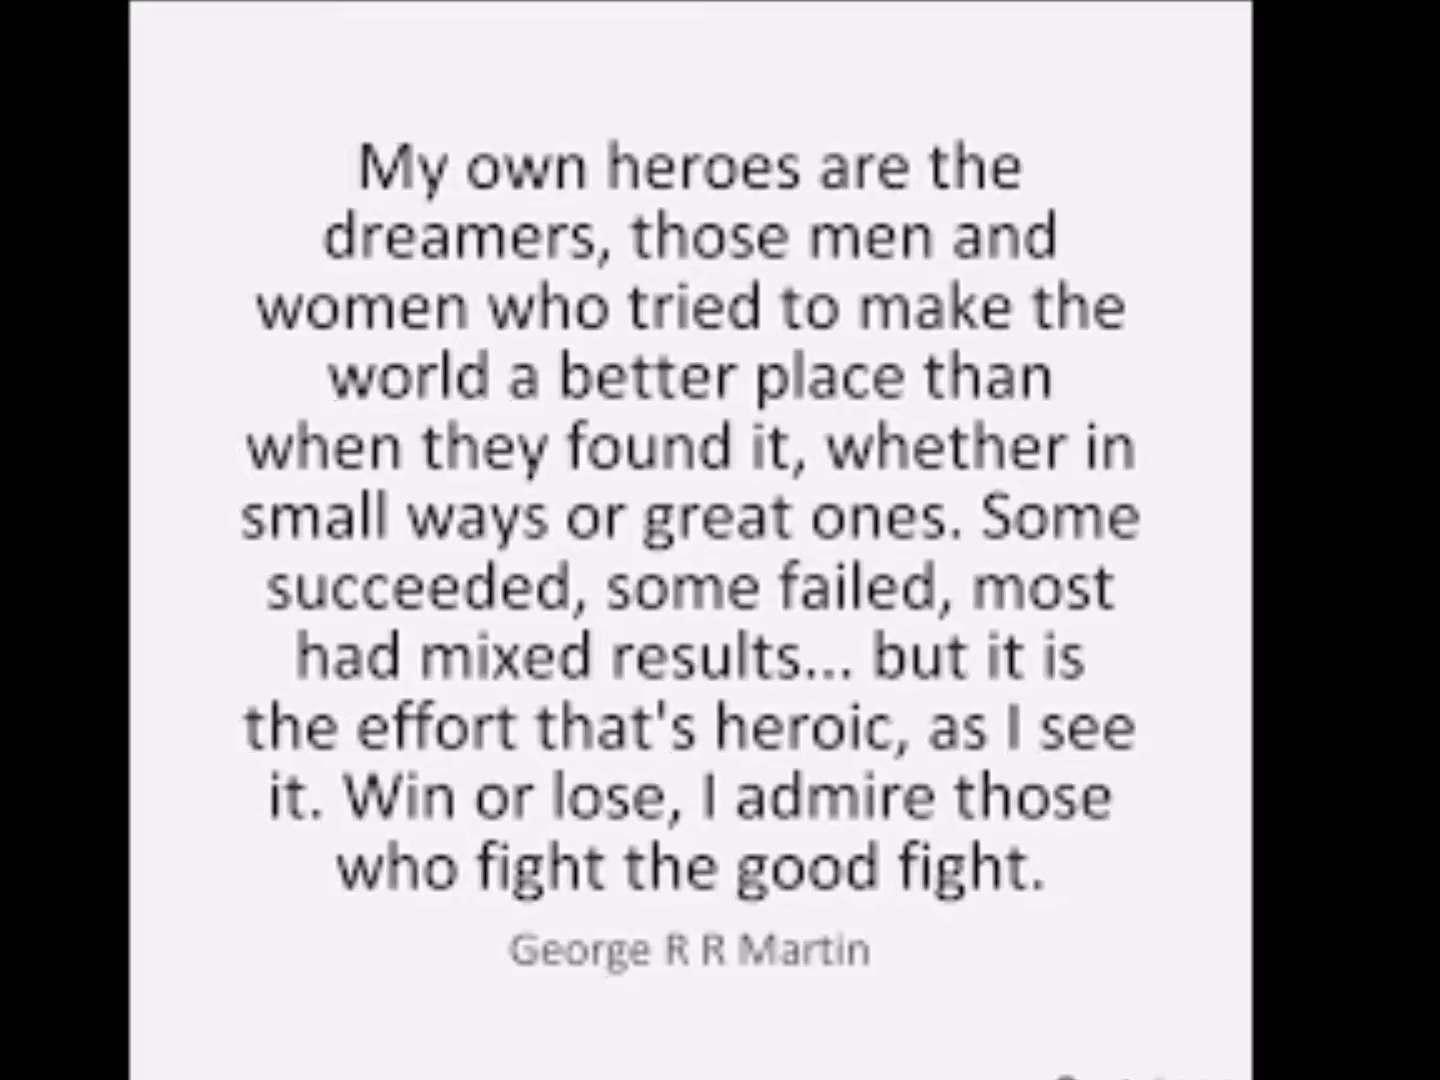 My own heroes are the
dreamers, those men and
women who tried to make the
world a better place than
when they found it, whether in
small ways or great ones. Some
succeeded, some failed, most
had mixed results... but it is
the effort that's heroic, as I see
it. Win or lose, I admire those
who fight the good fight.
George R R Martin